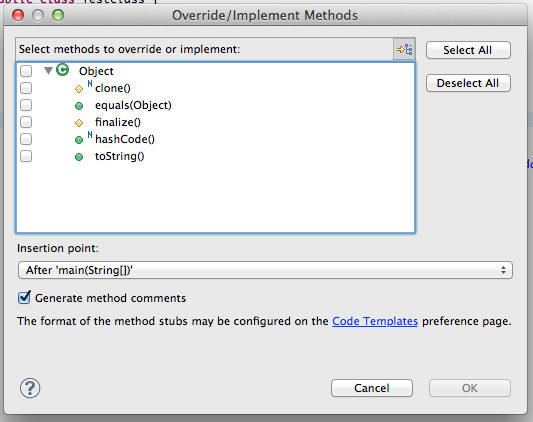 public class TestClass {
Override/Implement Methods
Select methods to override or implement:
Select All
Deselect All
C Object
N clone()
equals(Object)
finalize()
N hashCode()
toString()
Insertion point:
After 'main(String[])'
Generate method comments
The format of the method stubs may be configured on the Code Templates preference page.
?
Cancel
OK